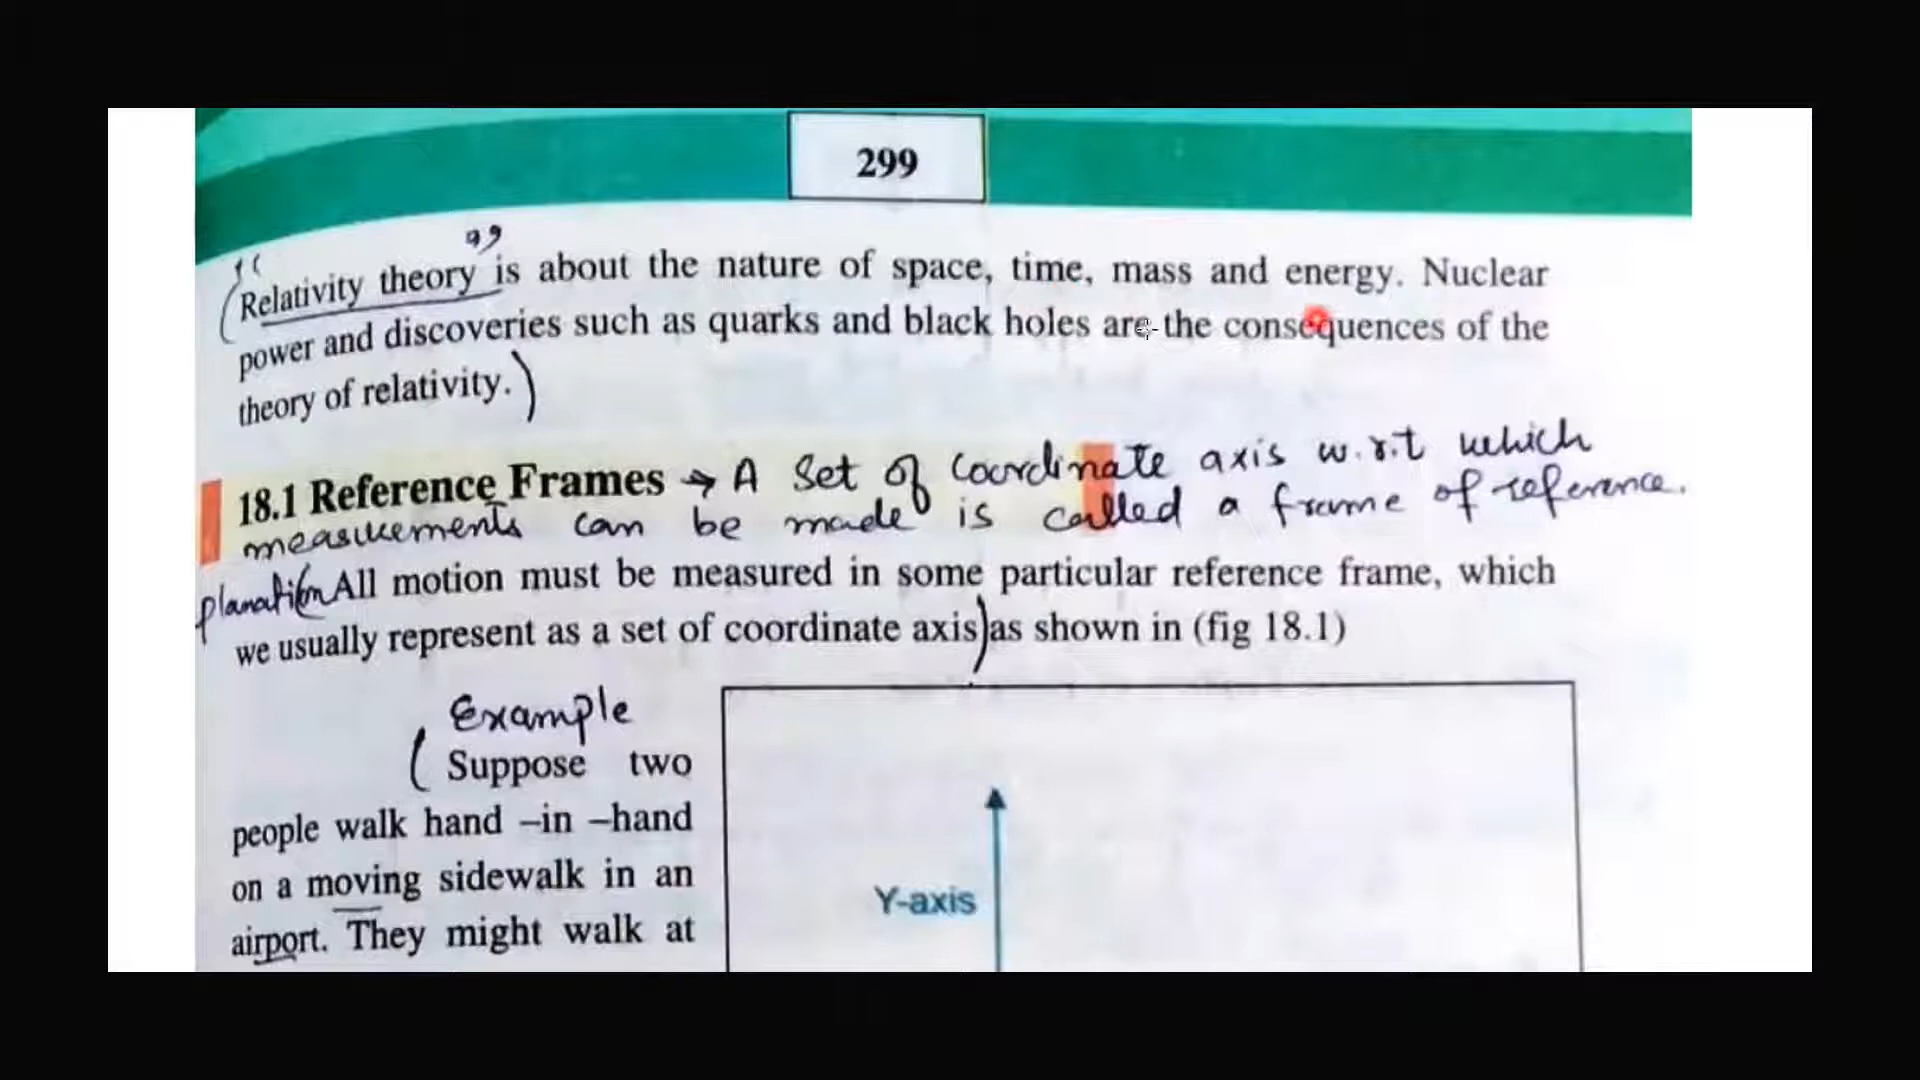 299
" Relativity theory " is about the nature of space, time, mass and energy. Nuclear
power and discoveries such as quarks and black holes are the consequences of the
theory of relativity.)
18.1 Reference Frames → A set of coordinate axis w.r.t which
measurements can be made is called a frame of reference.
planation (All motion must be measured in some particular reference frame, which
we usually represent as a set of coordinate axis) as shown in (fig 18.1)
Example
( Suppose two
people walk hand –in –hand
on a moving sidewalk in an
airport. They might walk at
Y-axis